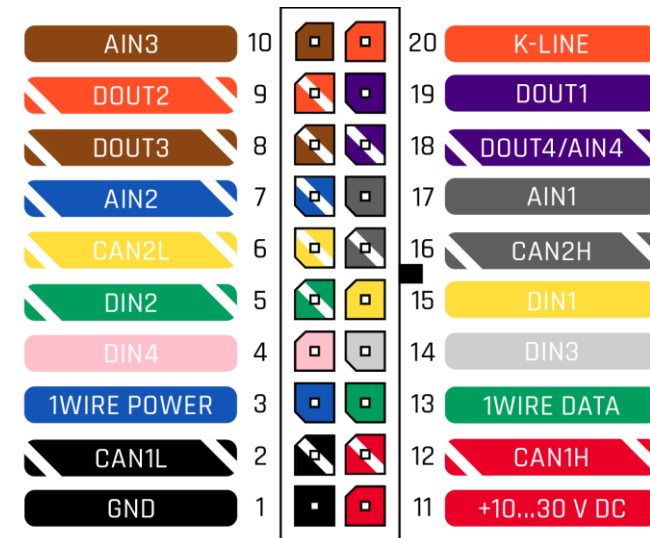 AIN3 10 20 K-LINE
DOUT2 9 19 DOUT1
DOUT3 8 18 DOUT4/AIN4
AIN2 7 17 AIN1
CAN2L 6 16 CAN2H
DIN2 5 15 DIN1
DIN4 4 14 DIN3
1WIRE POWER 3 13 1WIRE DATA
CAN1L 2 12 CAN1H
GND 1 11 +10...30 V DC